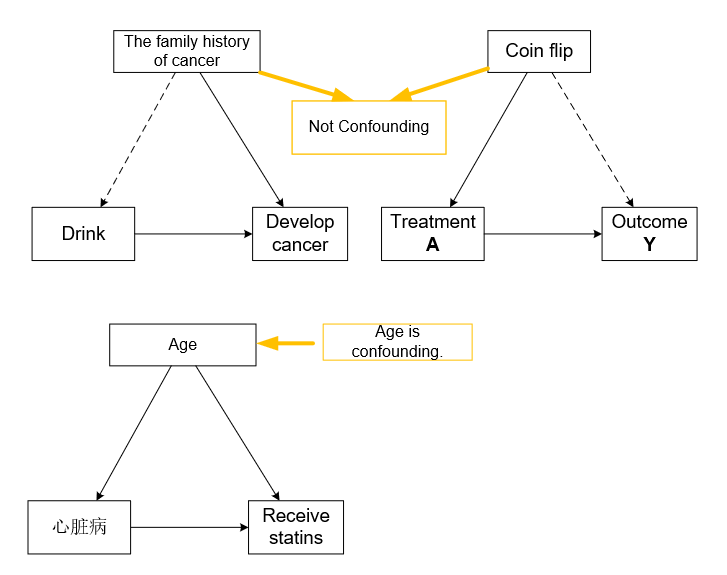 The family history
of cancer
Coin flip
Not Confounding
Drink
Develop
cancer
Treatment
A
Outcome
Y
Age
Age is
confounding.
心脏病
Receive
statins